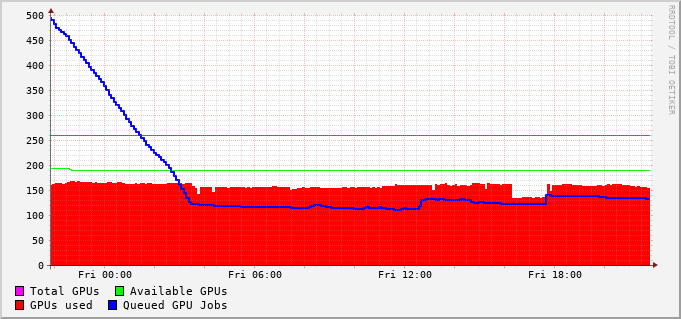 500
450
400
350
300
250
200
150
100
50
0
Fri 00:00 Fri 06:00 Fri 12:00 Fri 18:00
Total GPUs Available GPUs
GPUs used Queued GPU Jobs
RRDTOOL / TOBI OETIKER